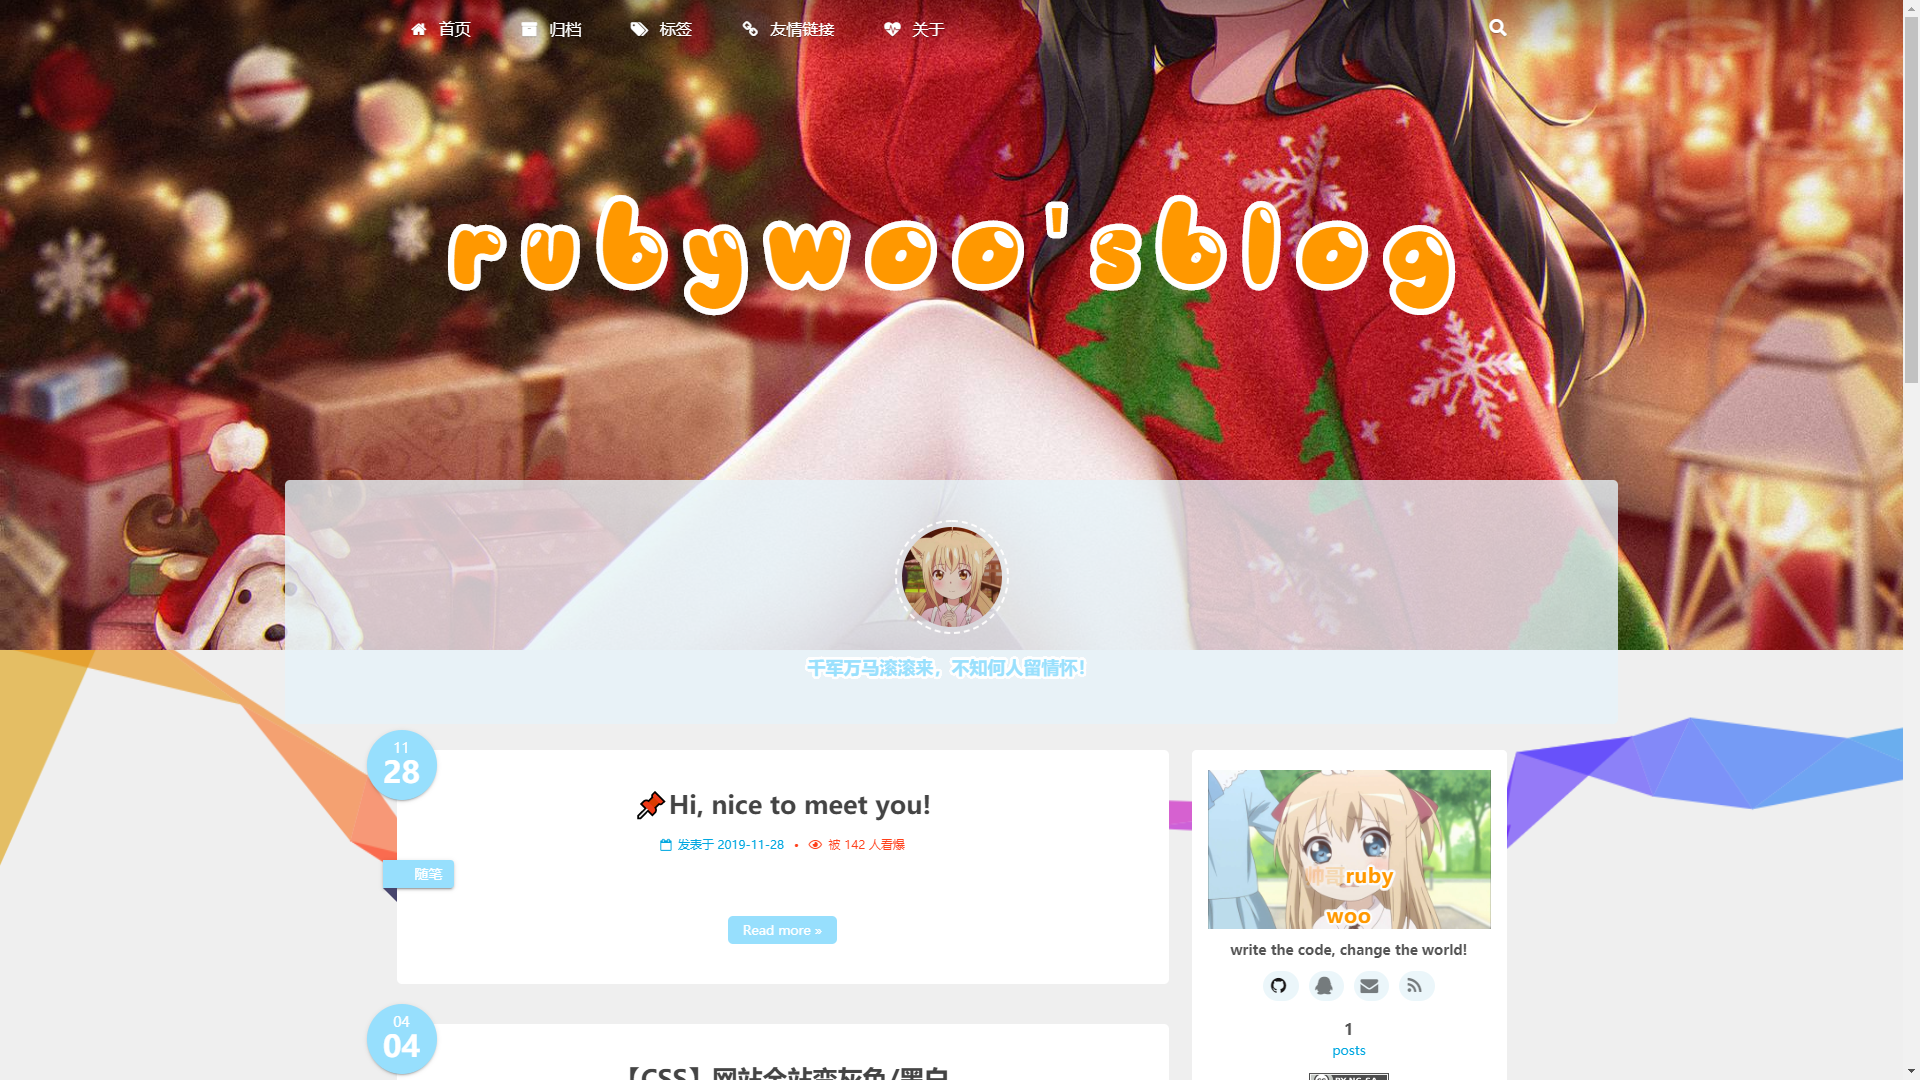 首页 归档 标签 友情链接 关于
rubywoo'sblog
千军万马滚滚来，不知何人留情怀！
11
28
Hi, nice to meet you!
发表于 2019-11-28 • 被 142 人看爆
随笔
Read more »
帅哥ruby
woo
write the code, change the world!
1
posts
04
04
【CSS】网站全站变灰色/黑白